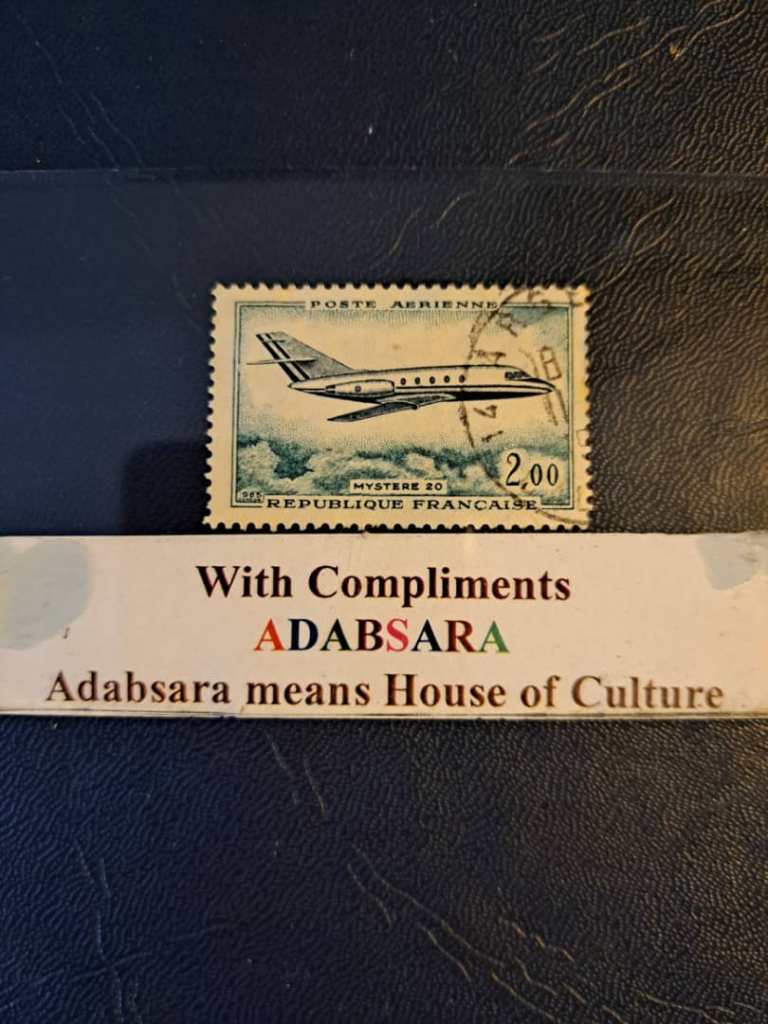 POSTE AERIENNE
2,00
MYSTERE 20
REPUBLIQUE FRANÇAISE
With Compliments
ADABSARA
Adabsara means House of Culture